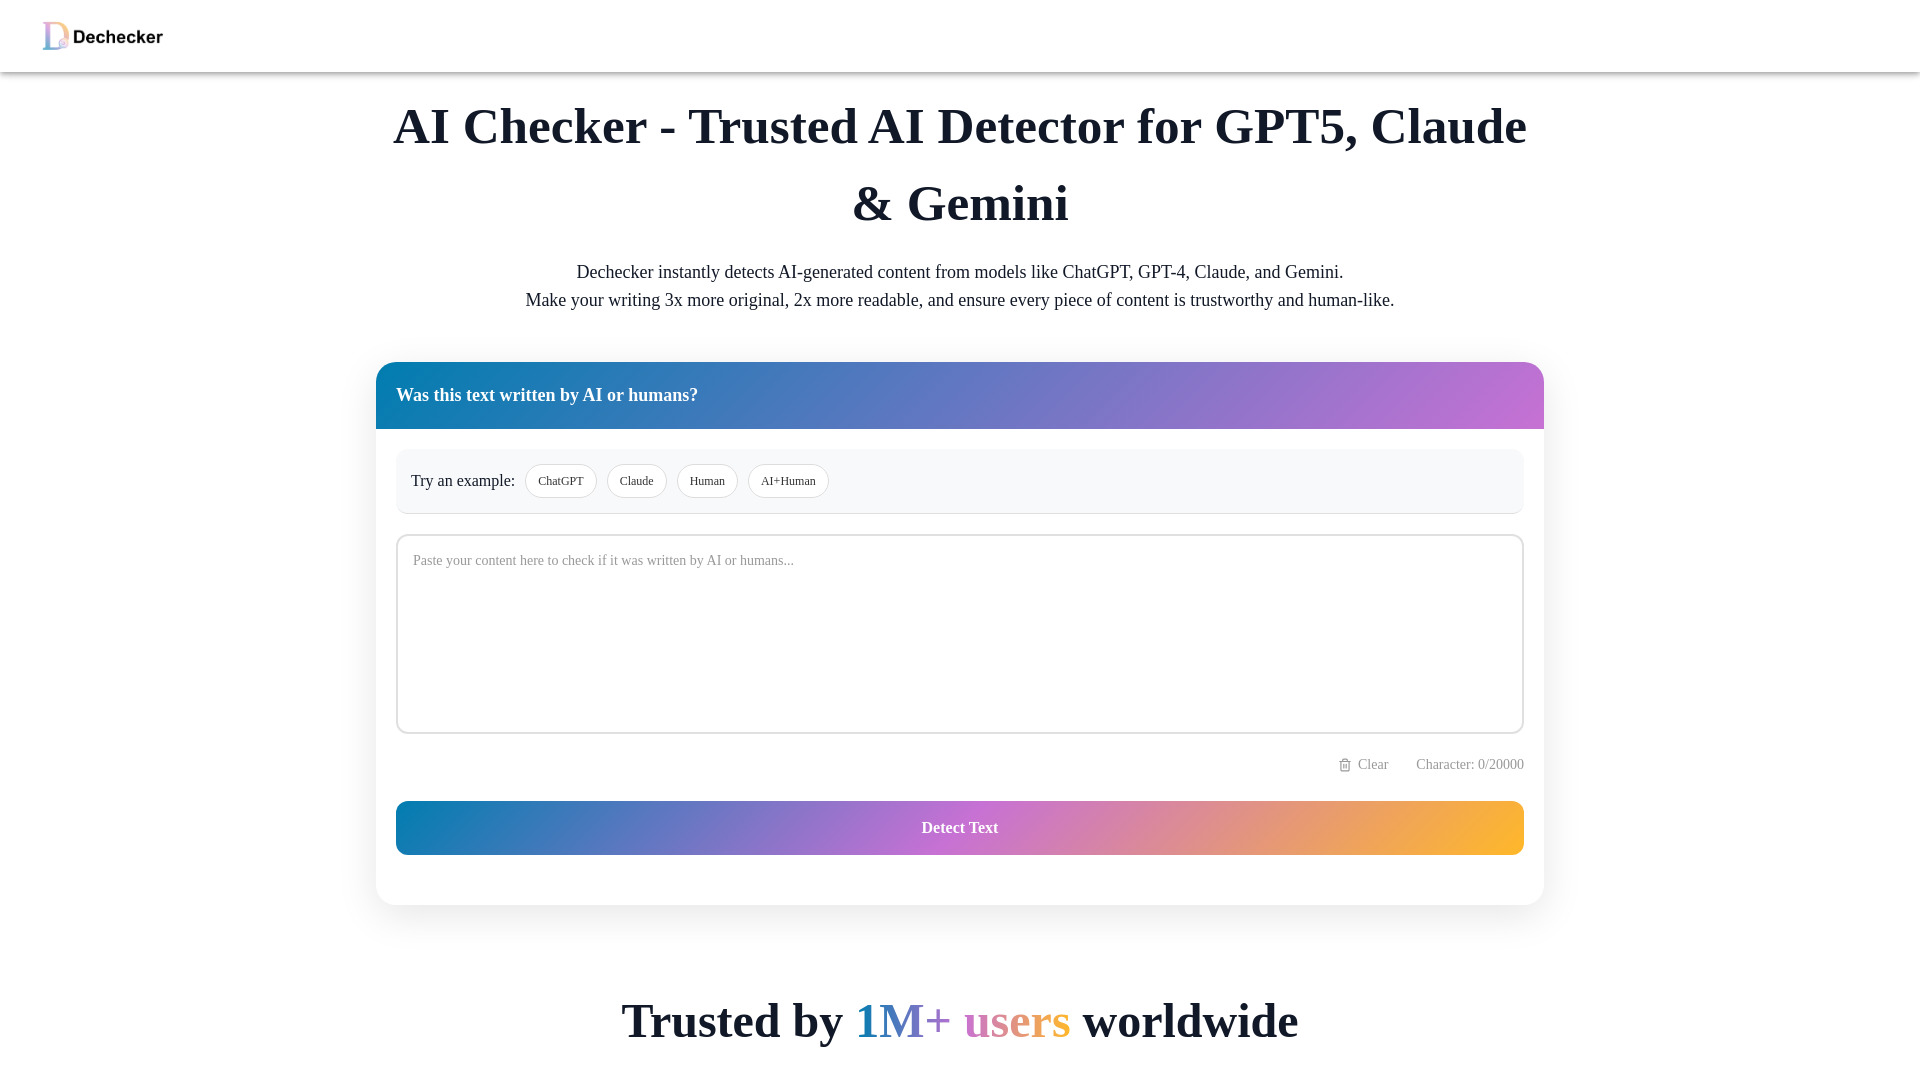 Dechecker
AI Checker - Trusted AI Detector for GPT5, Claude
& Gemini
Dechecker instantly detects AI-generated content from models like ChatGPT, GPT-4, Claude, and Gemini.
Make your writing 3x more original, 2x more readable, and ensure every piece of content is trustworthy and human-like.
Was this text written by AI or humans?
Try an example: ChatGPT Claude Human AI+Human
Paste your content here to check if it was written by AI or humans...
Clear Character: 0/20000
Detect Text
Trusted by 1M+ users worldwide